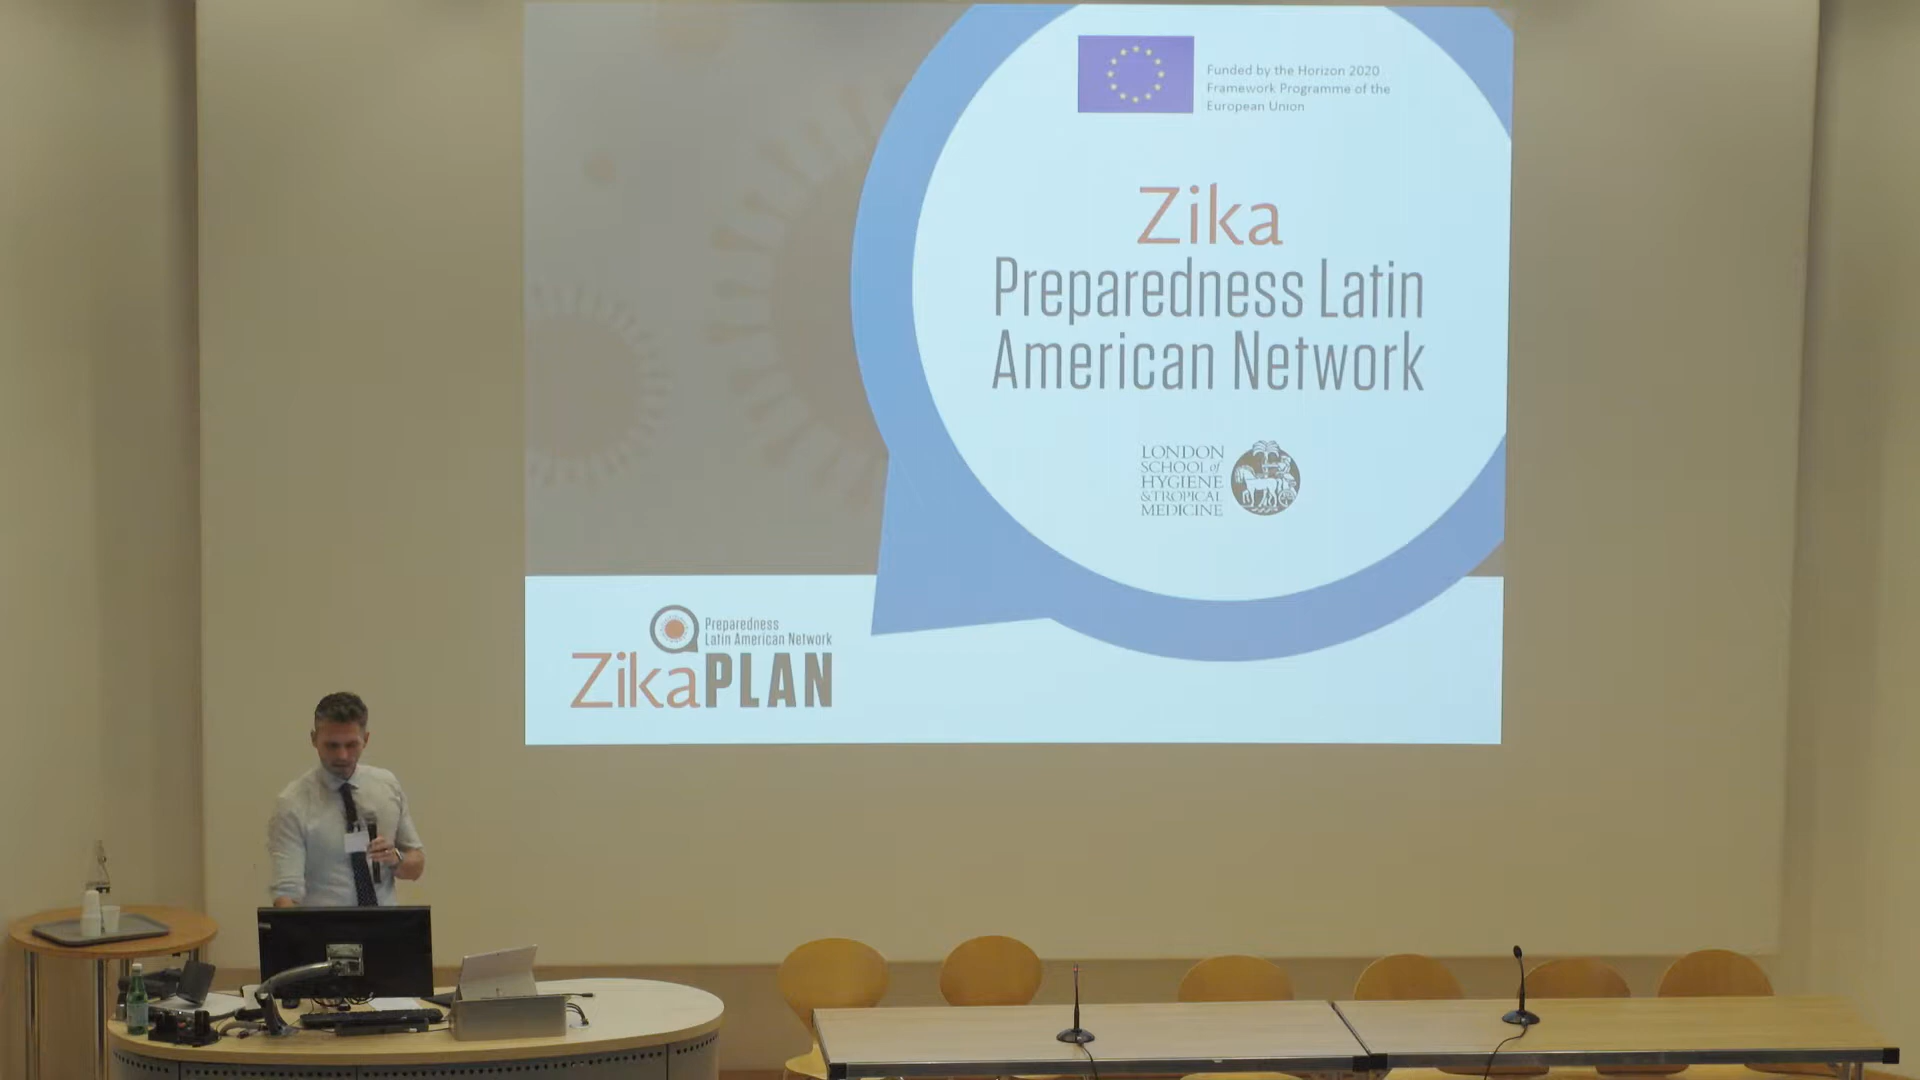 Funded by the Horizon 2020
Framework Programme of the
European Union
Zika
Preparedness Latin
American Network
LONDON
SCHOOL of
HYGIENE
& TROPICAL
MEDICINE
Preparedness
Latin American Network
ZikaPLAN